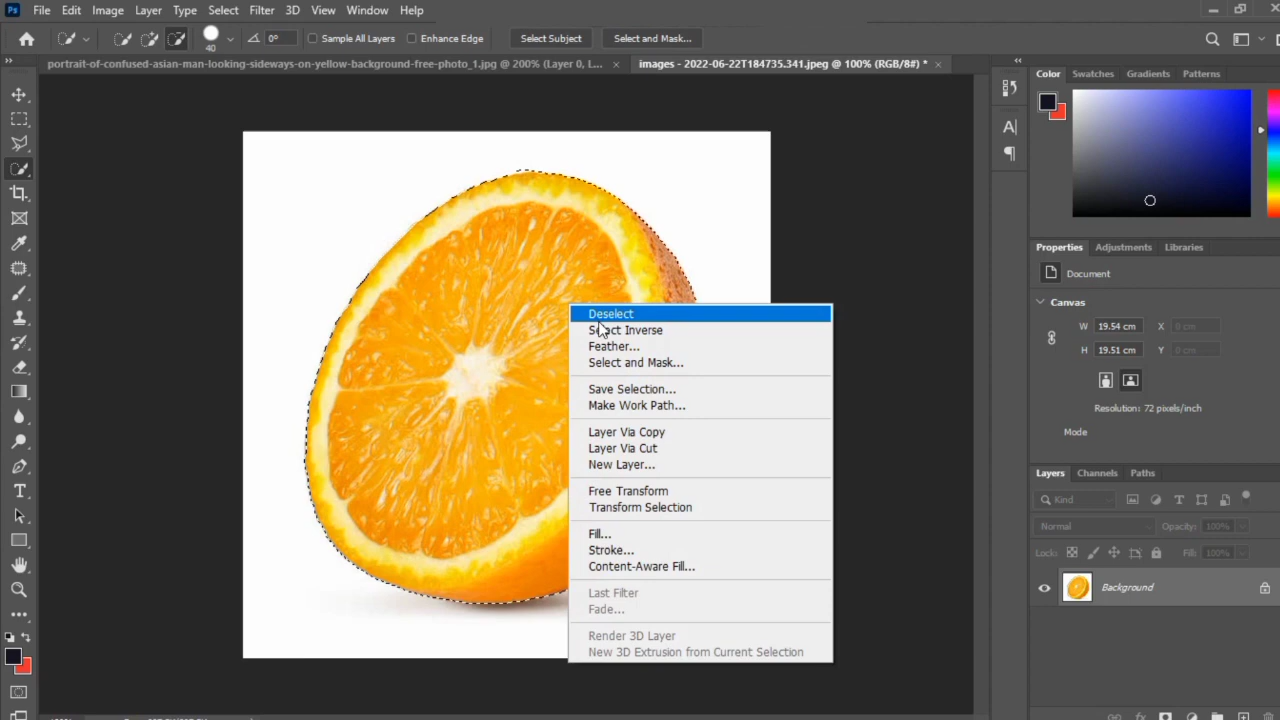 Ps File Edit Image Layer Type Select Filter 3D View Window Help
40 0° Sample All Layers Enhance Edge Select Subject Select and Mask...
portrait-of-confused-asian-man-looking-sideways-on-yellow-background-free-photo_1.jpg @ 200% (Layer 0, L... × images - 2022-06-22T184735.341.jpeg @ 100% (RGB/8#) * ×
Color Swatches Gradients Patterns
Properties Adjustments Libraries
Document
Canvas
W 19.54 cm X 0 cm
H 19.51 cm Y 0 cm
Resolution: 72 pixels/inch
Mode
Layers Channels Paths
Kind
Normal Opacity: 100%
Lock: Fill: 100%
Background
Deselect
Select Inverse
Feather...
Select and Mask...
Save Selection...
Make Work Path...
Layer Via Copy
Layer Via Cut
New Layer...
Free Transform
Transform Selection
Fill...
Stroke...
Content-Aware Fill...
Last Filter
Fade...
Render 3D Layer
New 3D Extrusion from Current Selection